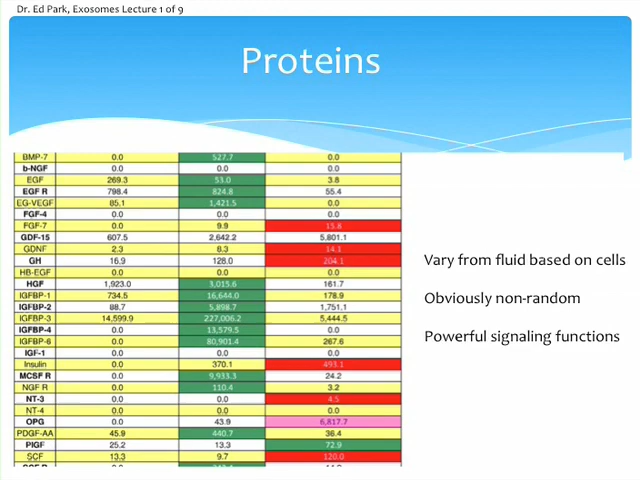 Dr. Ed Park, Exosomes Lecture 1 of 9
Proteins
BMP-7 0.0 527.7 0.0
b-NGF 0.0 0.0 0.0
EGF 269.3 53.0 3.8
EGF R 798.4 824.8 55.4
EG-VEGF 85.1 1,421.5 0.0
FGF-4 0.0 0.0 0.0
FGF-7 0.0 9.9 15.8
GDF-15 607.5 2,642.2 5,801.1
GDNF 2.3 8.3 14.1
GH 16.9 128.0 204.1
HB-EGF 0.0 0.0 0.0
HGF 1,923.0 3,015.6 161.7
IGFBP-1 734.5 16,644.0 178.9
IGFBP-2 88.7 5,898.7 1,751.1
IGFBP-3 14,599.9 227,006.2 5,444.5
IGFBP-4 0.0 13,579.5 0.0
IGFBP-6 0.0 80,901.4 267.6
IGF-1 0.0 0.0 0.0
Insulin 0.0 370.1 493.1
MCSF R 0.0 9,933.3 24.2
NGF R 0.0 110.4 3.2
NT-3 0.0 0.0 4.5
NT-4 0.0 0.0 0.0
OPG 0.0 43.9 6,817.7
PDGF-AA 45.9 440.7 36.4
PIGF 25.2 13.3 72.9
SCF 13.3 9.7 120.0
Vary from fluid based on cells
Obviously non-random
Powerful signaling functions